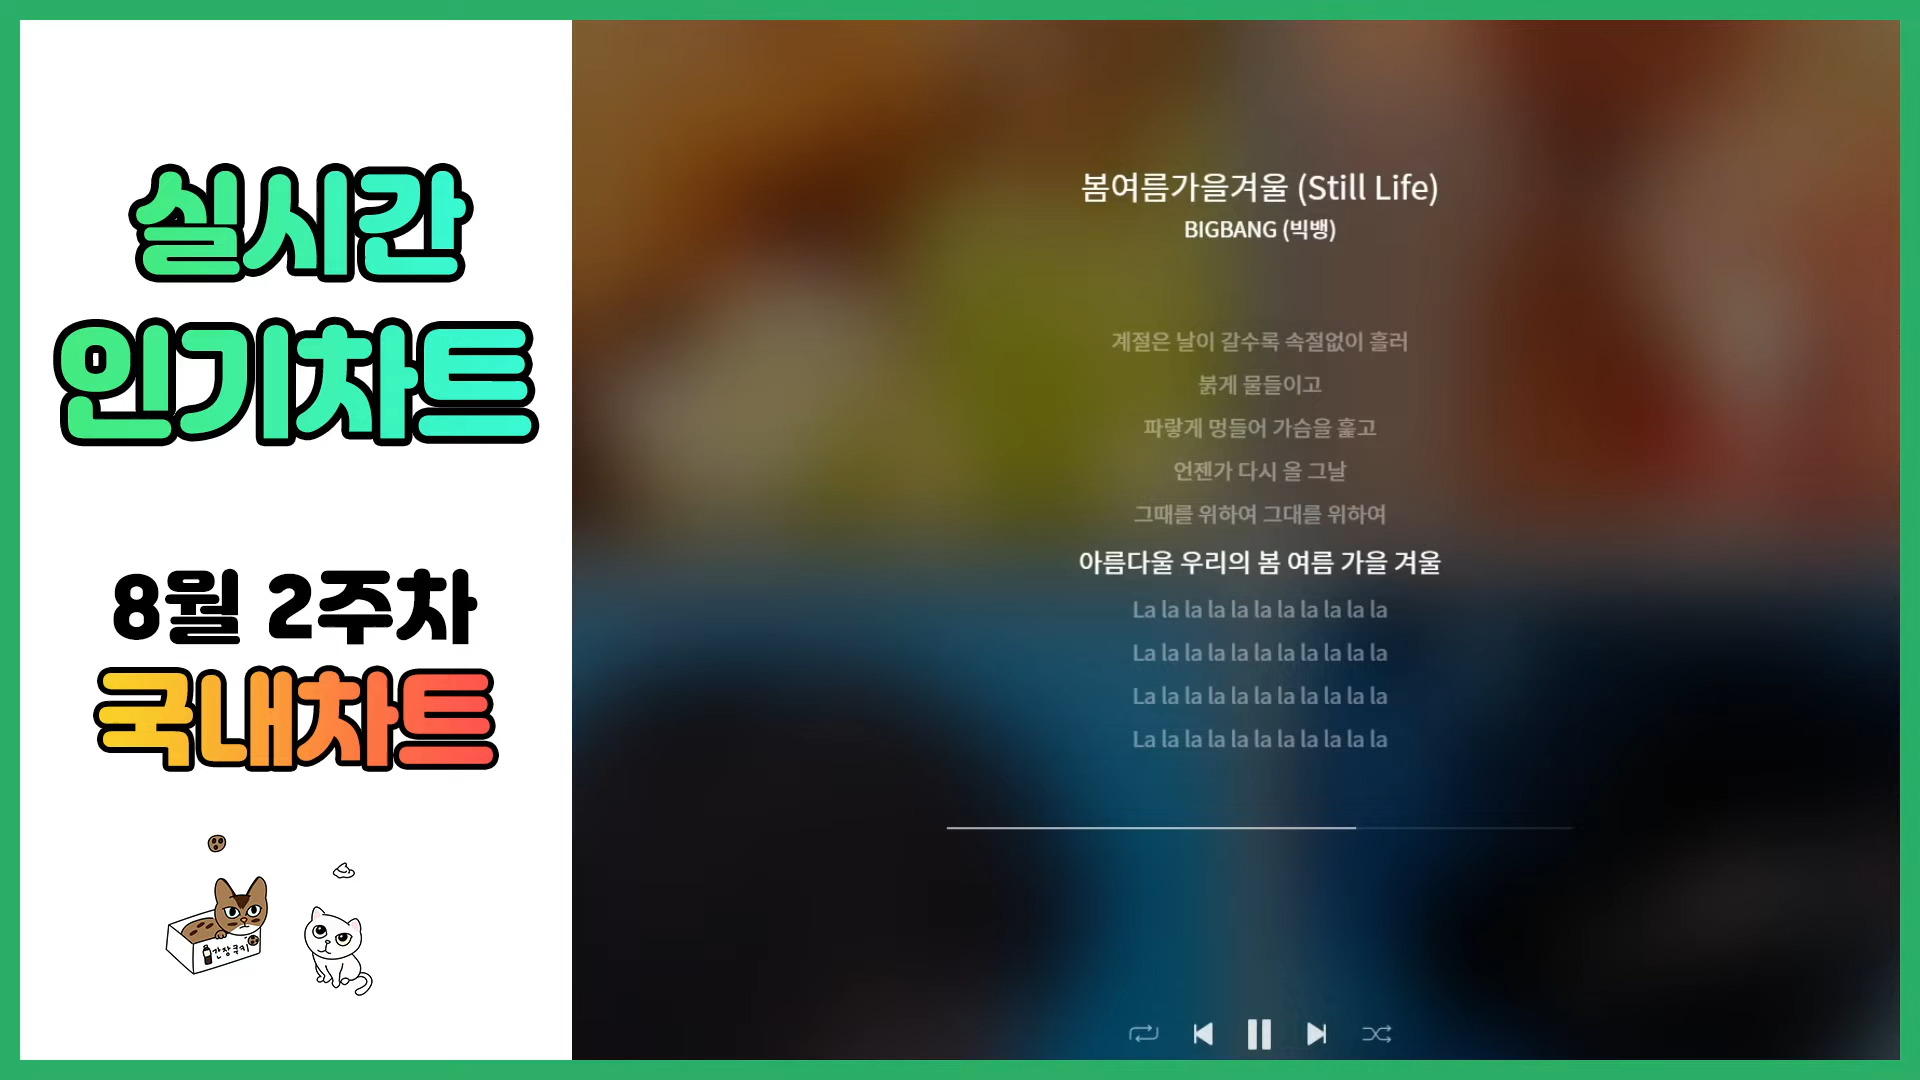 실시간
인기차트
8월 2주차
국내차트
간장쿠키
봄여름가을겨울 (Still Life)
BIGBANG (빅뱅)
계절은 날이 갈수록 속절없이 흘러
붉게 물들이고
파랗게 멍들어 가슴을 훑고
언젠가 다시 올 그날
그때를 위하여 그대를 위하여
아름다울 우리의 봄 여름 가을 겨울
La la la la la la la la la la la
La la la la la la la la la la la
La la la la la la la la la la la
La la la la la la la la la la la